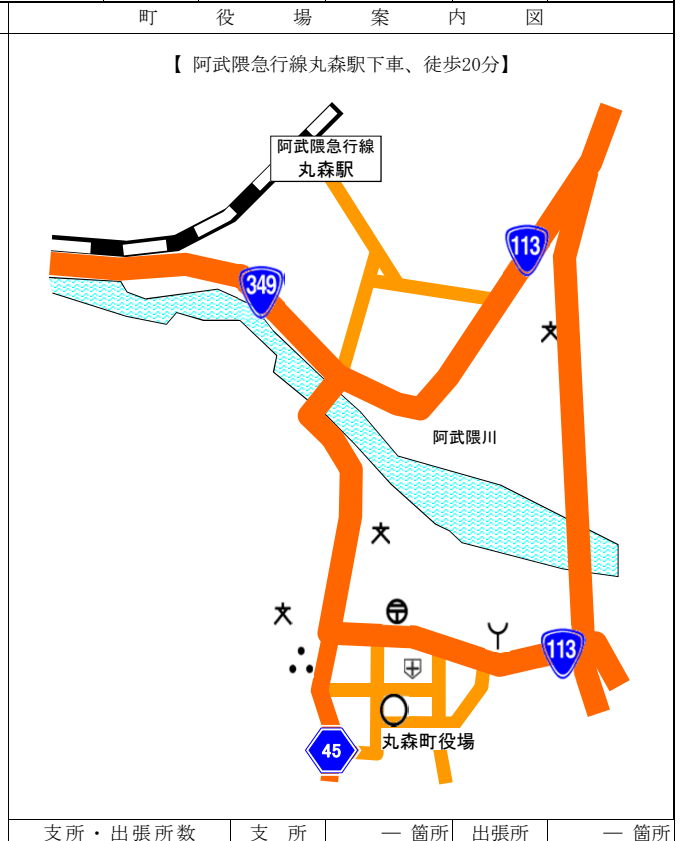 町役場案内図
【 阿武隈急行線丸森駅下車、徒歩20分】
阿武隈急行線
丸森駅
113
349
阿武隈川
113
丸森町役場
45
支所・出張所数 支所 ― 箇所 出張所 ― 箇所